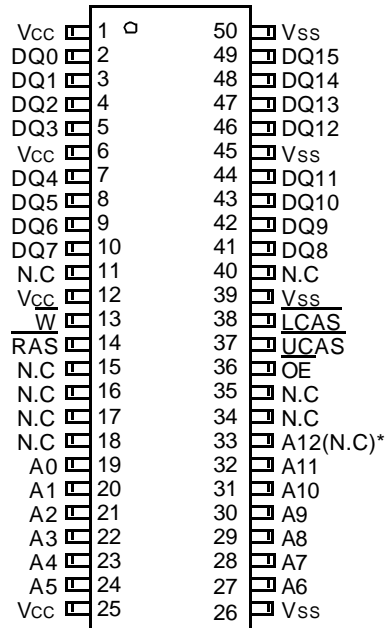 Vcc 1 50 Vss
DQ0 2 49 DQ15
DQ1 3 48 DQ14
DQ2 4 47 DQ13
DQ3 5 46 DQ12
Vcc 6 45 Vss
DQ4 7 44 DQ11
DQ5 8 43 DQ10
DQ6 9 42 DQ9
DQ7 10 41 DQ8
N.C 11 40 N.C
Vcc 12 39 Vss
W 13 38 LCAS
RAS 14 37 UCAS
N.C 15 36 OE
N.C 16 35 N.C
N.C 17 34 N.C
N.C 18 33 A12(N.C)*
A0 19 32 A11
A1 20 31 A10
A2 21 30 A9
A3 22 29 A8
A4 23 28 A7
A5 24 27 A6
Vcc 25 26 Vss